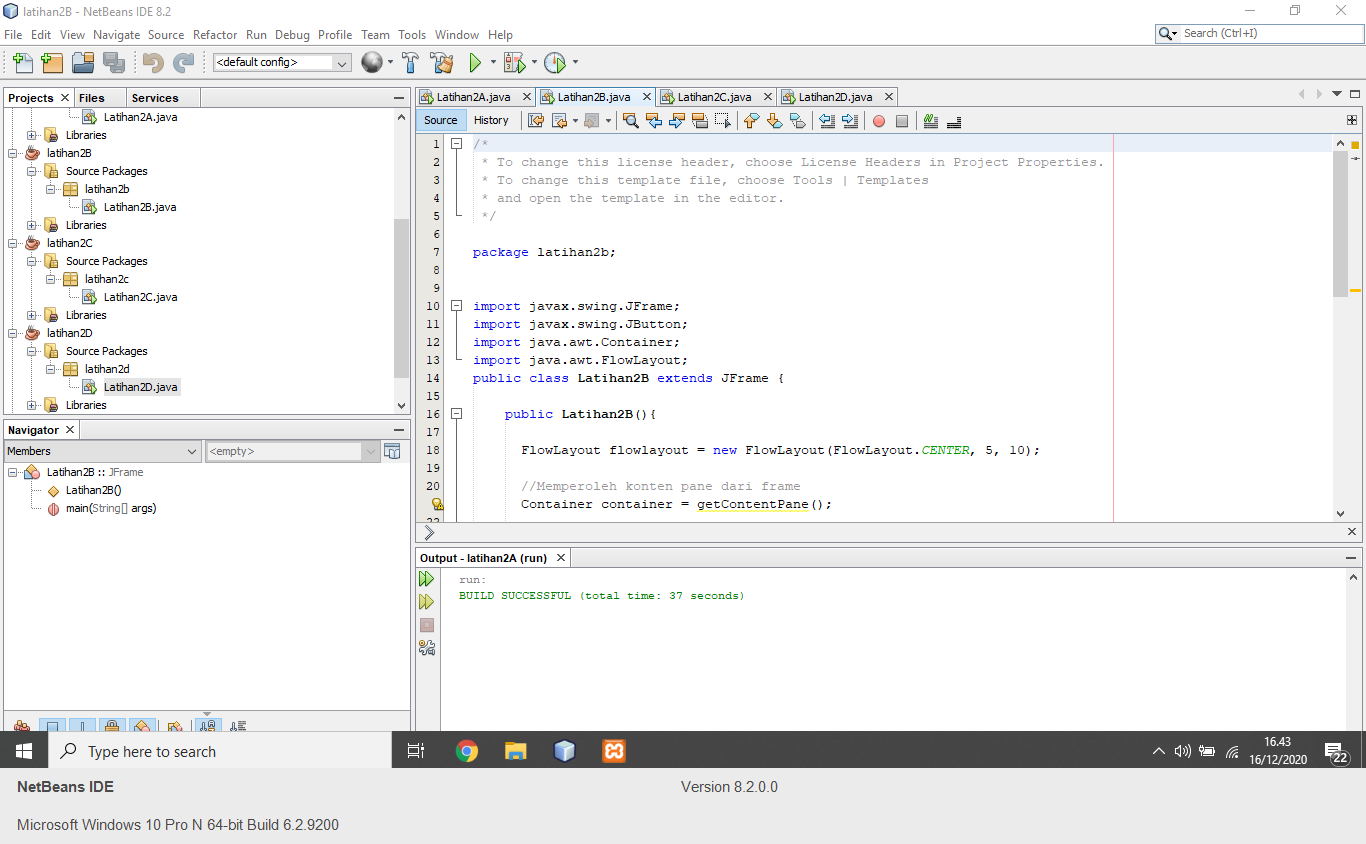 latihan2B - NetBeans IDE 8.2
File Edit View Navigate Source Refactor Run Debug Profile Team Tools Window Help
Search (Ctrl+I)
<default config>
Projects Files Services
Latihan2A.java
Libraries
latihan2B
Source Packages
latihan2b
Latihan2B.java
Libraries
latihan2C
Source Packages
latihan2c
Latihan2C.java
Libraries
latihan2D
Source Packages
latihan2d
Latihan2D.java
Libraries
Navigator
Members
<empty>
Latihan2B :: JFrame
Latihan2B()
main(String[] args)
Latihan2A.java Latihan2B.java Latihan2C.java Latihan2D.java
Source History
1 /*
2 * To change this license header, choose License Headers in Project Properties.
3 * To change this template file, choose Tools | Templates
4 * and open the template in the editor.
5 */
6
7 package latihan2b;
8
9
10 import javax.swing.JFrame;
11 import javax.swing.JButton;
12 import java.awt.Container;
13 import java.awt.FlowLayout;
14 public class Latihan2B extends JFrame {
15
16 public Latihan2B(){
17
18 FlowLayout flowlayout = new FlowLayout(FlowLayout.CENTER, 5, 10);
19
20 //Memperoleh konten pane dari frame
Container container = getContentPane();
22
Output - latihan2A (run)
run:
BUILD SUCCESSFUL (total time: 37 seconds)
Type here to search
16.43
16/12/2020
22
NetBeans IDE
Version 8.2.0.0
Microsoft Windows 10 Pro N 64-bit Build 6.2.9200